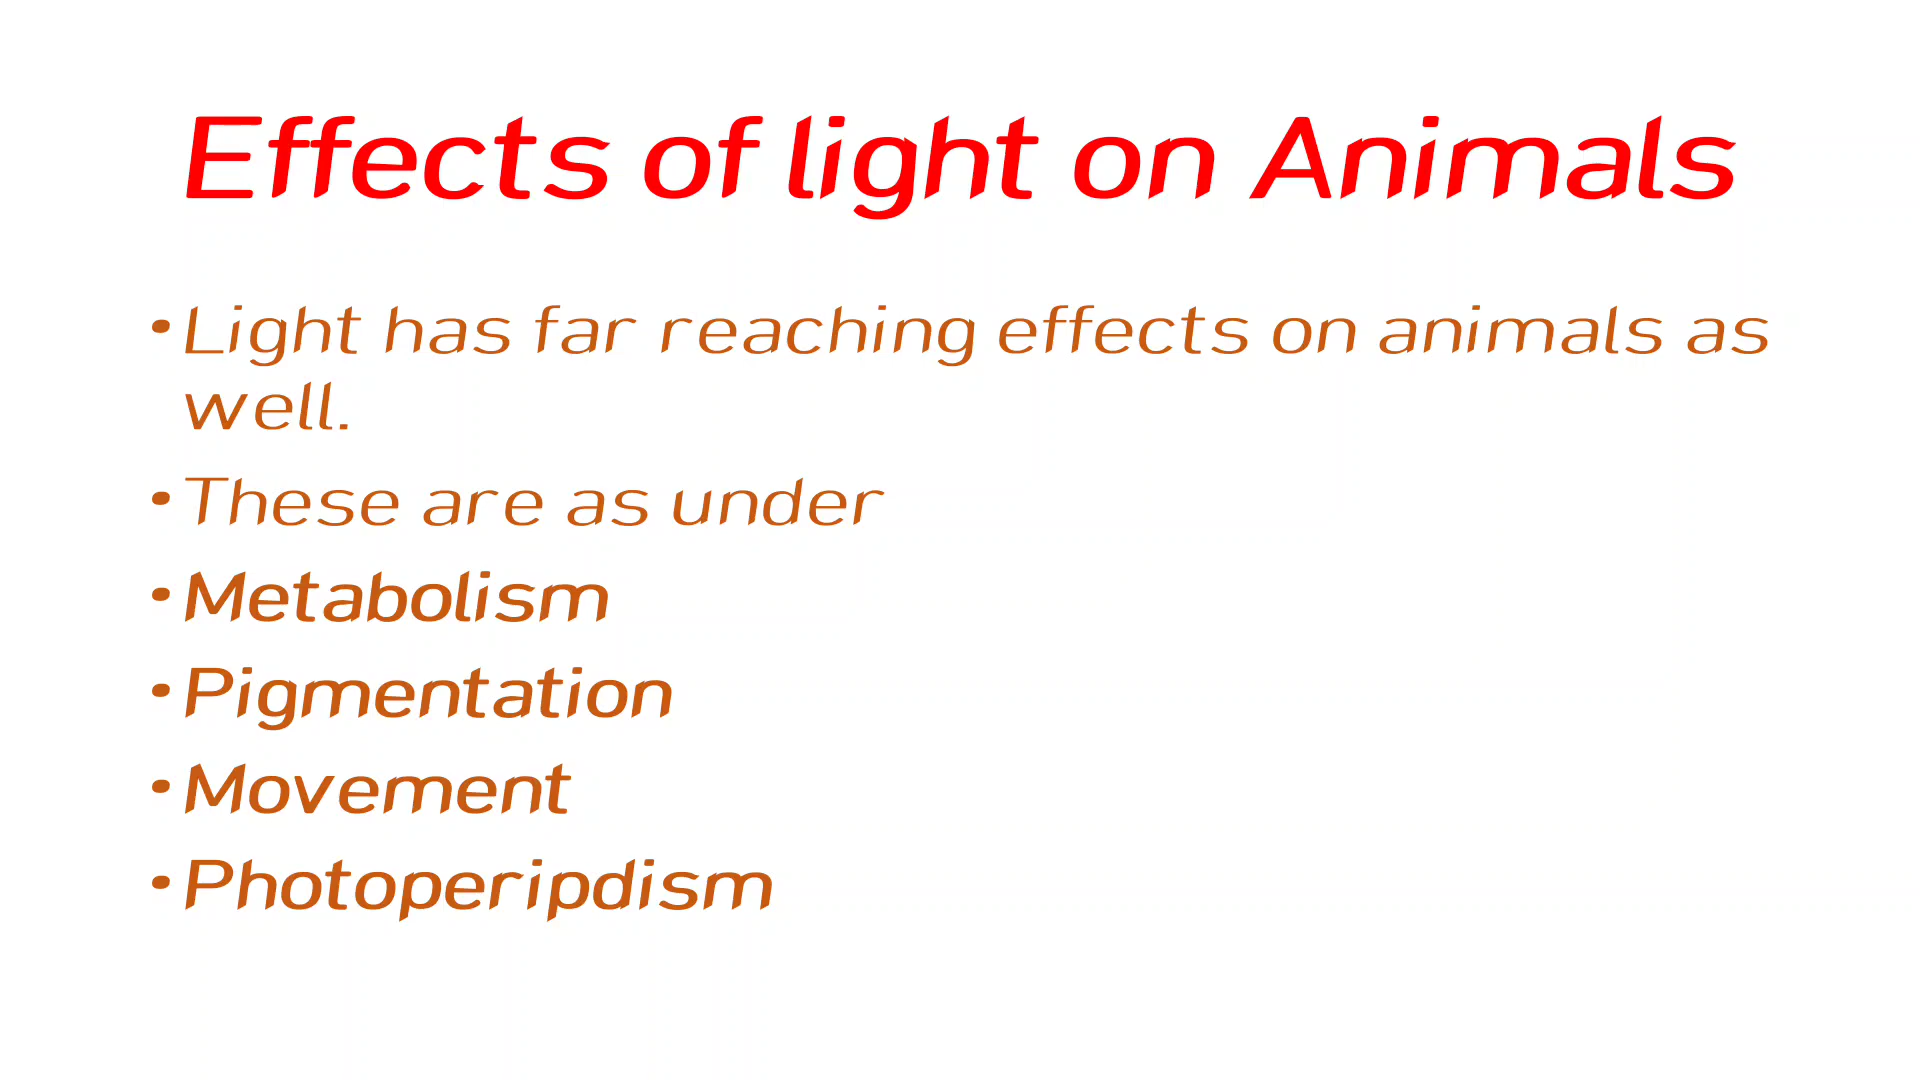 Effects of light on Animals
• Light has far reaching effects on animals as
well.
• These are as under
• Metabolism
• Pigmentation
• Movement
• Photoperipdism